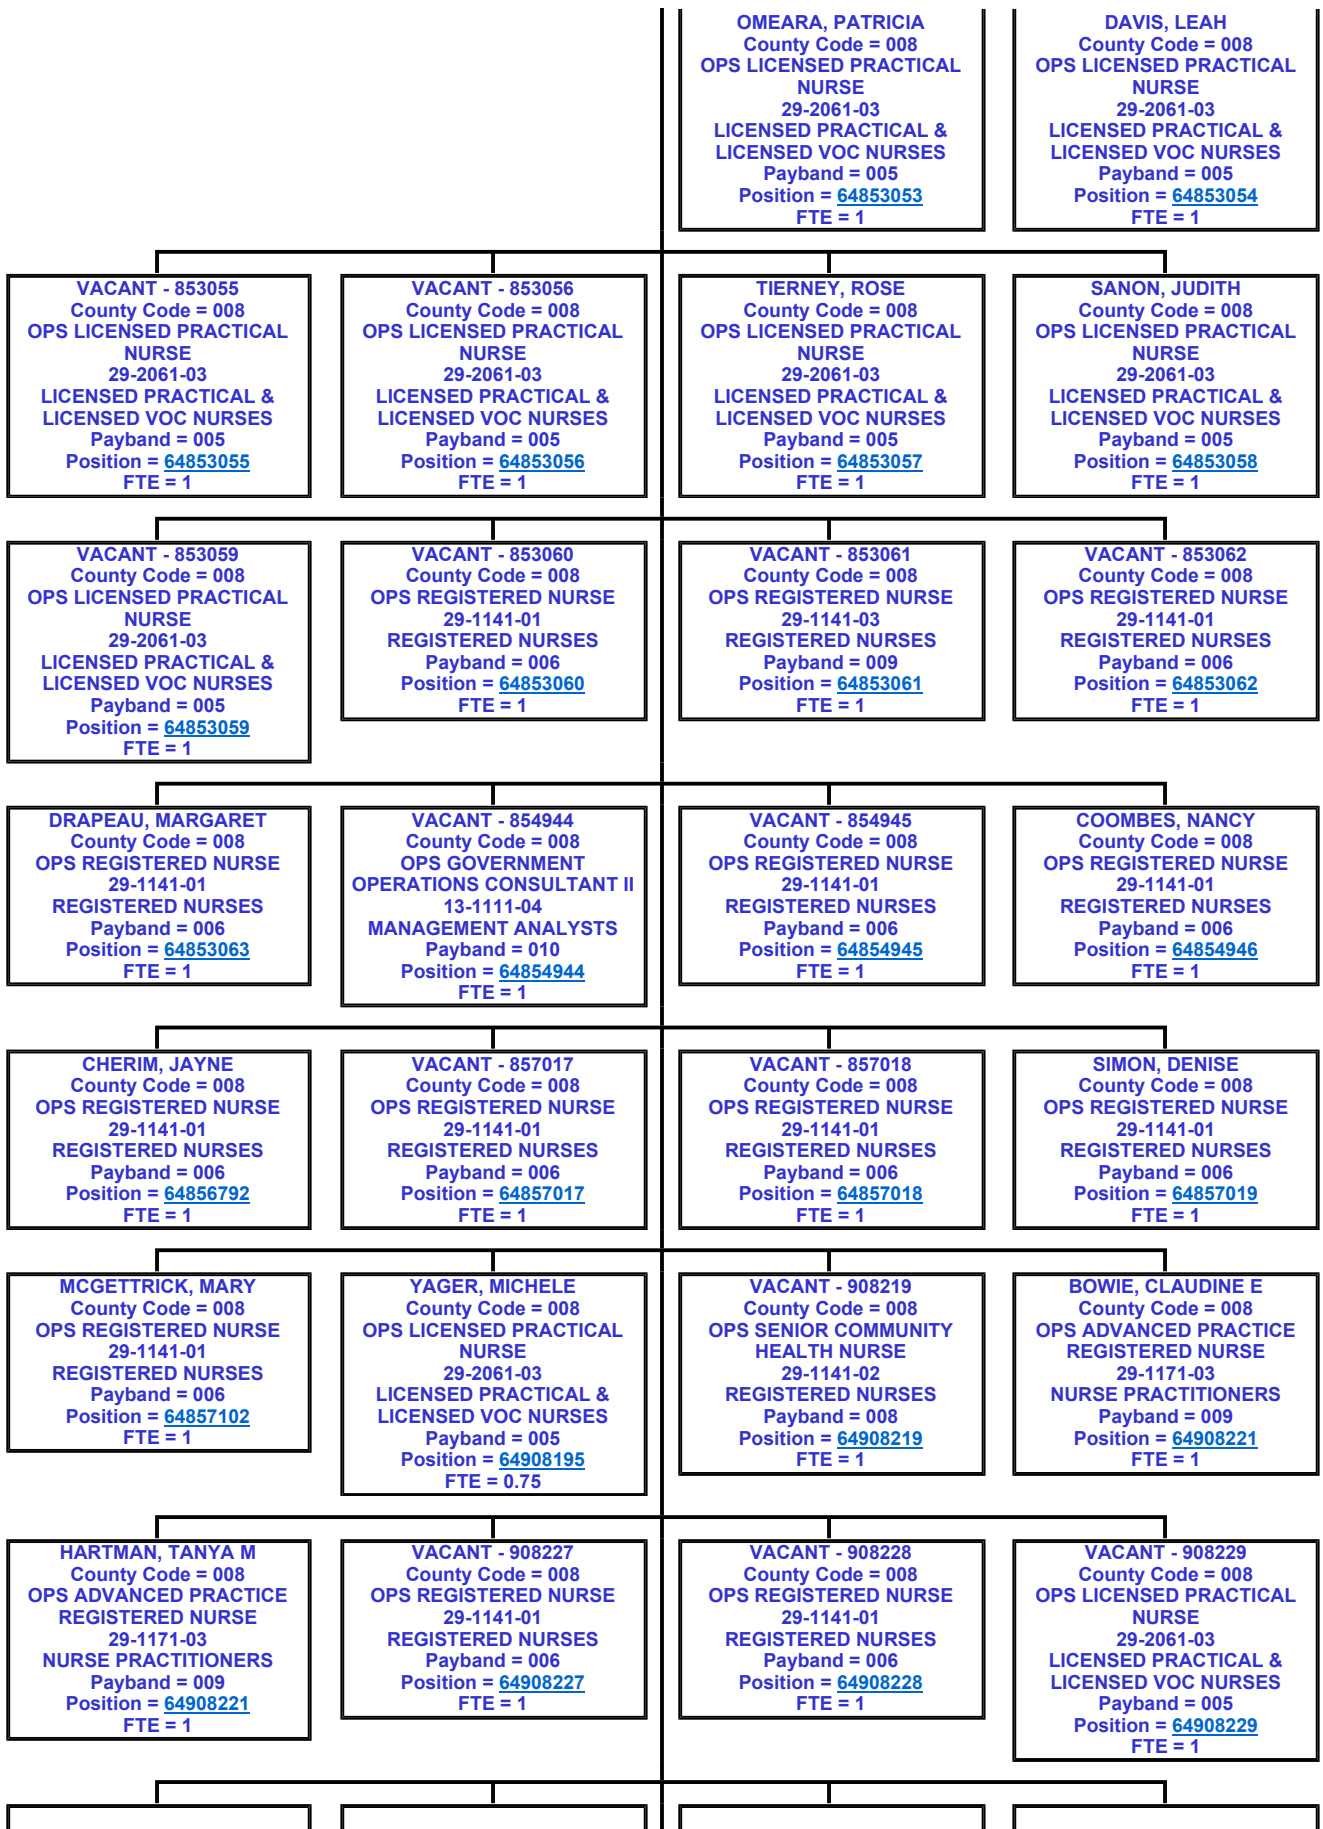 OMEARA, PATRICIA
County Code = 008
OPS LICENSED PRACTICAL
NURSE
29-2061-03
LICENSED PRACTICAL &
LICENSED VOC NURSES
Payband = 005
Position = 64853053
FTE = 1
DAVIS, LEAH
County Code = 008
OPS LICENSED PRACTICAL
NURSE
29-2061-03
LICENSED PRACTICAL &
LICENSED VOC NURSES
Payband = 005
Position = 64853054
FTE = 1
VACANT - 853055
County Code = 008
OPS LICENSED PRACTICAL
NURSE
29-2061-03
LICENSED PRACTICAL &
LICENSED VOC NURSES
Payband = 005
Position = 64853055
FTE = 1
VACANT - 853056
County Code = 008
OPS LICENSED PRACTICAL
NURSE
29-2061-03
LICENSED PRACTICAL &
LICENSED VOC NURSES
Payband = 005
Position = 64853056
FTE = 1
TIERNEY, ROSE
County Code = 008
OPS LICENSED PRACTICAL
NURSE
29-2061-03
LICENSED PRACTICAL &
LICENSED VOC NURSES
Payband = 005
Position = 64853057
FTE = 1
SANON, JUDITH
County Code = 008
OPS LICENSED PRACTICAL
NURSE
29-2061-03
LICENSED PRACTICAL &
LICENSED VOC NURSES
Payband = 005
Position = 64853058
FTE = 1
VACANT - 853059
County Code = 008
OPS LICENSED PRACTICAL
NURSE
29-2061-03
LICENSED PRACTICAL &
LICENSED VOC NURSES
Payband = 005
Position = 64853059
FTE = 1
VACANT - 853060
County Code = 008
OPS REGISTERED NURSE
29-1141-01
REGISTERED NURSES
Payband = 006
Position = 64853060
FTE = 1
VACANT - 853061
County Code = 008
OPS REGISTERED NURSE
29-1141-03
REGISTERED NURSES
Payband = 009
Position = 64853061
FTE = 1
VACANT - 853062
County Code = 008
OPS REGISTERED NURSE
29-1141-01
REGISTERED NURSES
Payband = 006
Position = 64853062
FTE = 1
DRAPEAU, MARGARET
County Code = 008
OPS REGISTERED NURSE
29-1141-01
REGISTERED NURSES
Payband = 006
Position = 64853063
FTE = 1
VACANT - 854944
County Code = 008
OPS GOVERNMENT
OPERATIONS CONSULTANT II
13-1111-04
MANAGEMENT ANALYSTS
Payband = 010
Position = 64854944
FTE = 1
VACANT - 854945
County Code = 008
OPS REGISTERED NURSE
29-1141-01
REGISTERED NURSES
Payband = 006
Position = 64854945
FTE = 1
COOMBES, NANCY
County Code = 008
OPS REGISTERED NURSE
29-1141-01
REGISTERED NURSES
Payband = 006
Position = 64854946
FTE = 1
CHERIM, JAYNE
County Code = 008
OPS REGISTERED NURSE
29-1141-01
REGISTERED NURSES
Payband = 006
Position = 64856792
FTE = 1
VACANT - 857017
County Code = 008
OPS REGISTERED NURSE
29-1141-01
REGISTERED NURSES
Payband = 006
Position = 64857017
FTE = 1
VACANT - 857018
County Code = 008
OPS REGISTERED NURSE
29-1141-01
REGISTERED NURSES
Payband = 006
Position = 64857018
FTE = 1
SIMON, DENISE
County Code = 008
OPS REGISTERED NURSE
29-1141-01
REGISTERED NURSES
Payband = 006
Position = 64857019
FTE = 1
MCGETTRICK, MARY
County Code = 008
OPS REGISTERED NURSE
29-1141-01
REGISTERED NURSES
Payband = 006
Position = 64857102
FTE = 1
YAGER, MICHELE
County Code = 008
OPS LICENSED PRACTICAL
NURSE
29-2061-03
LICENSED PRACTICAL &
LICENSED VOC NURSES
Payband = 005
Position = 64908195
FTE = 0.75
VACANT - 908219
County Code = 008
OPS SENIOR COMMUNITY
HEALTH NURSE
29-1141-02
REGISTERED NURSES
Payband = 008
Position = 64908219
FTE = 1
BOWIE, CLAUDINE E
County Code = 008
OPS ADVANCED PRACTICE
REGISTERED NURSE
29-1171-03
NURSE PRACTITIONERS
Payband = 009
Position = 64908221
FTE = 1
HARTMAN, TANYA M
County Code = 008
OPS ADVANCED PRACTICE
REGISTERED NURSE
29-1171-03
NURSE PRACTITIONERS
Payband = 009
Position = 64908221
FTE = 1
VACANT - 908227
County Code = 008
OPS REGISTERED NURSE
29-1141-01
REGISTERED NURSES
Payband = 006
Position = 64908227
FTE = 1
VACANT - 908228
County Code = 008
OPS REGISTERED NURSE
29-1141-01
REGISTERED NURSES
Payband = 006
Position = 64908228
FTE = 1
VACANT - 908229
County Code = 008
OPS LICENSED PRACTICAL
NURSE
29-2061-03
LICENSED PRACTICAL &
LICENSED VOC NURSES
Payband = 005
Position = 64908229
FTE = 1